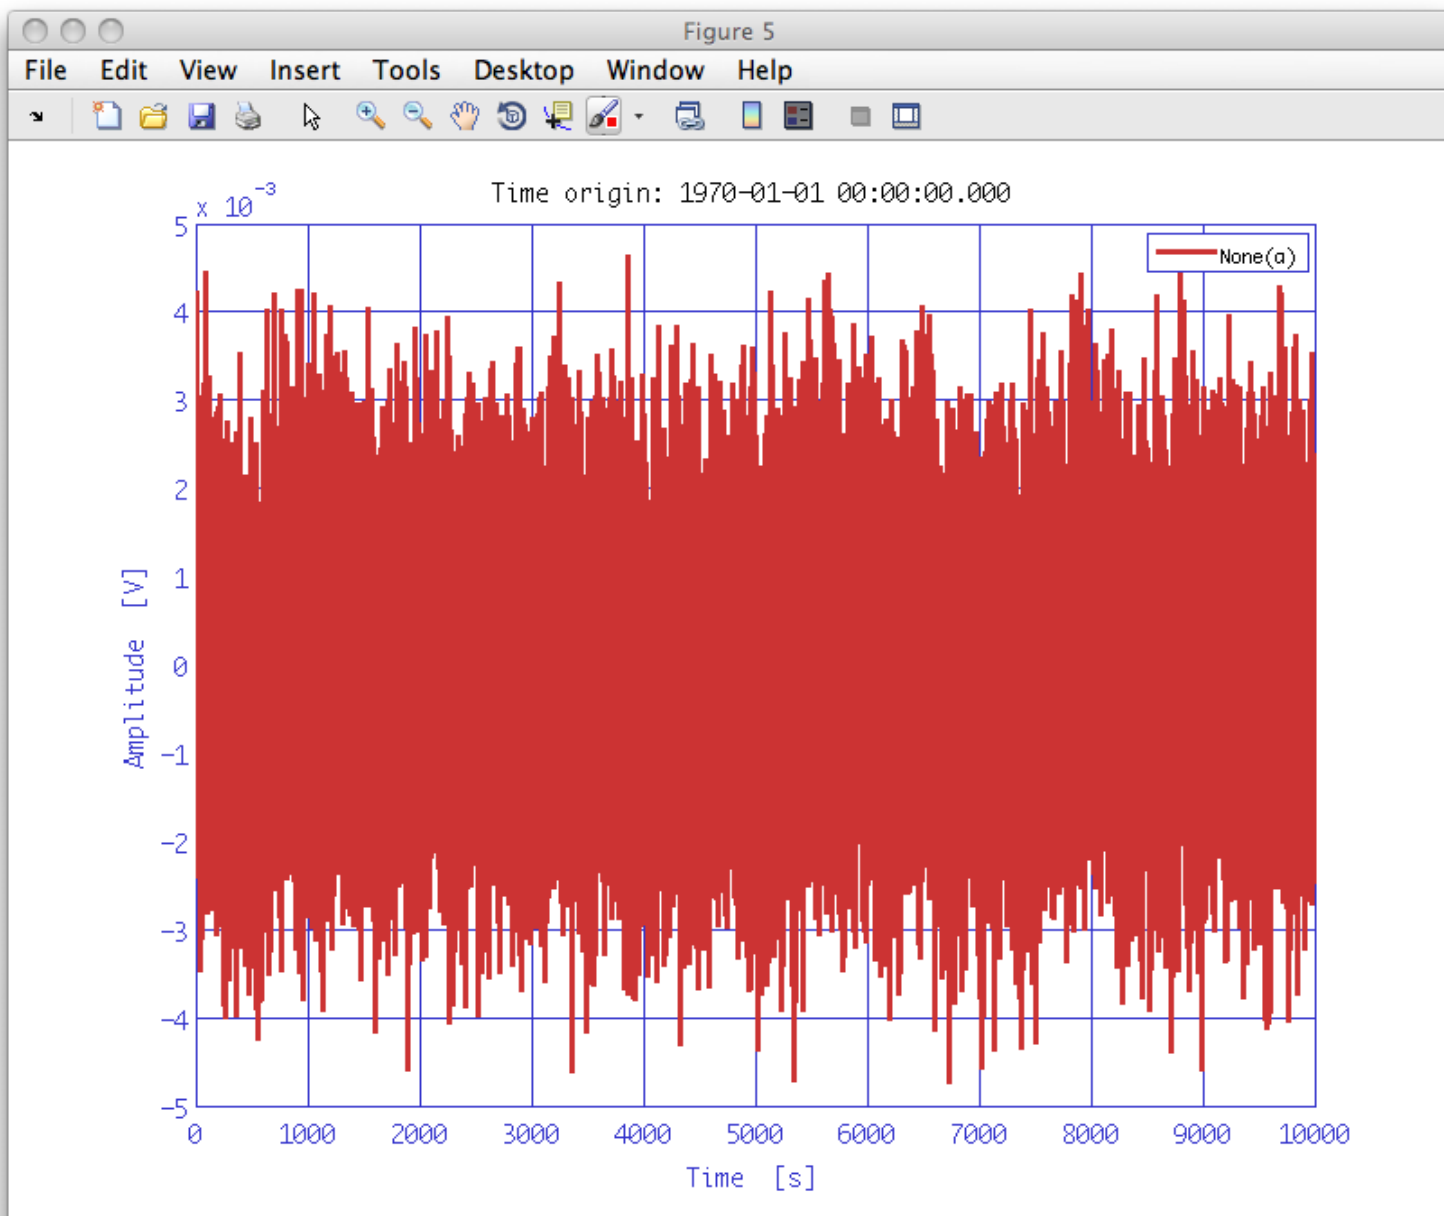 Figure 5
File Edit View Insert Tools Desktop Window Help
x 10^-3
Time origin: 1970-01-01 00:00:00.000
None(a)
5
4
3
2
1
0
-1
-2
-3
-4
-5
Amplitude [V]
0 1000 2000 3000 4000 5000 6000 7000 8000 9000 10000
Time [s]